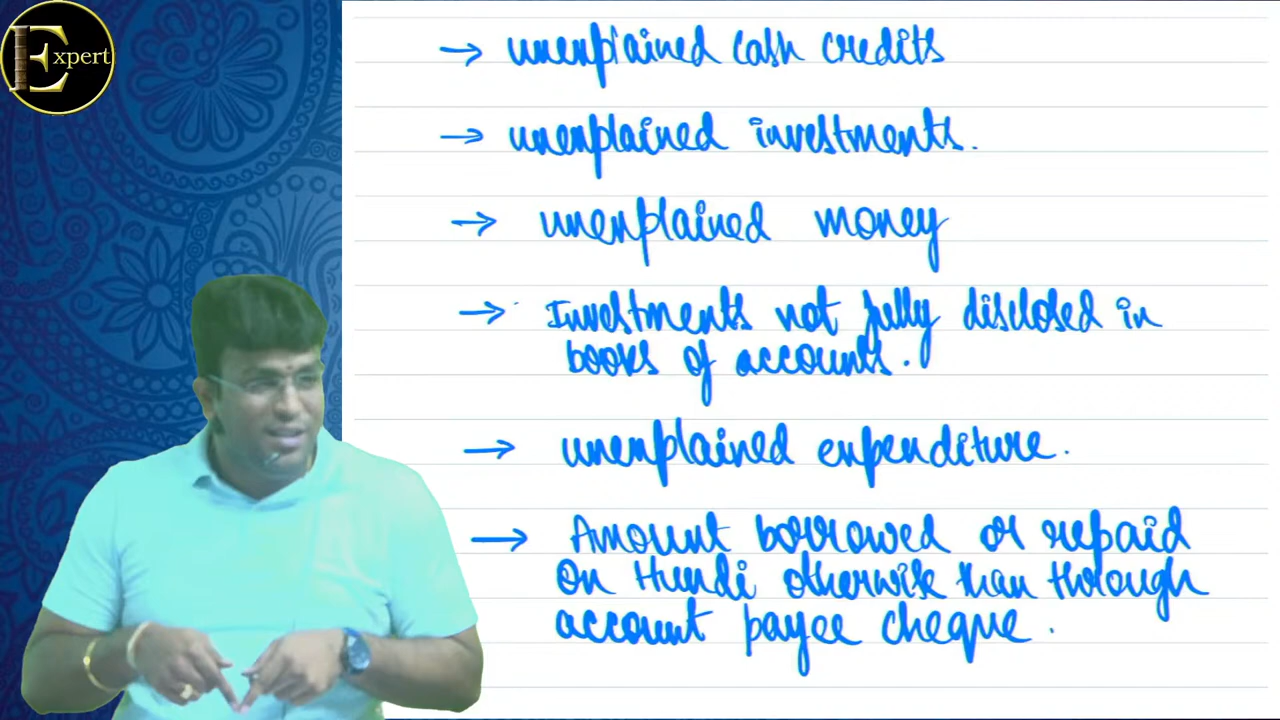 Expert
→ unexplained cash credits
→ unexplained investments.
→ unexplained money
→ Investments not fully disclosed in
books of accounts.
→ unexplained expenditure.
→ Amount borrowed or repaid
on Hundi otherwise than through
account payee cheque.